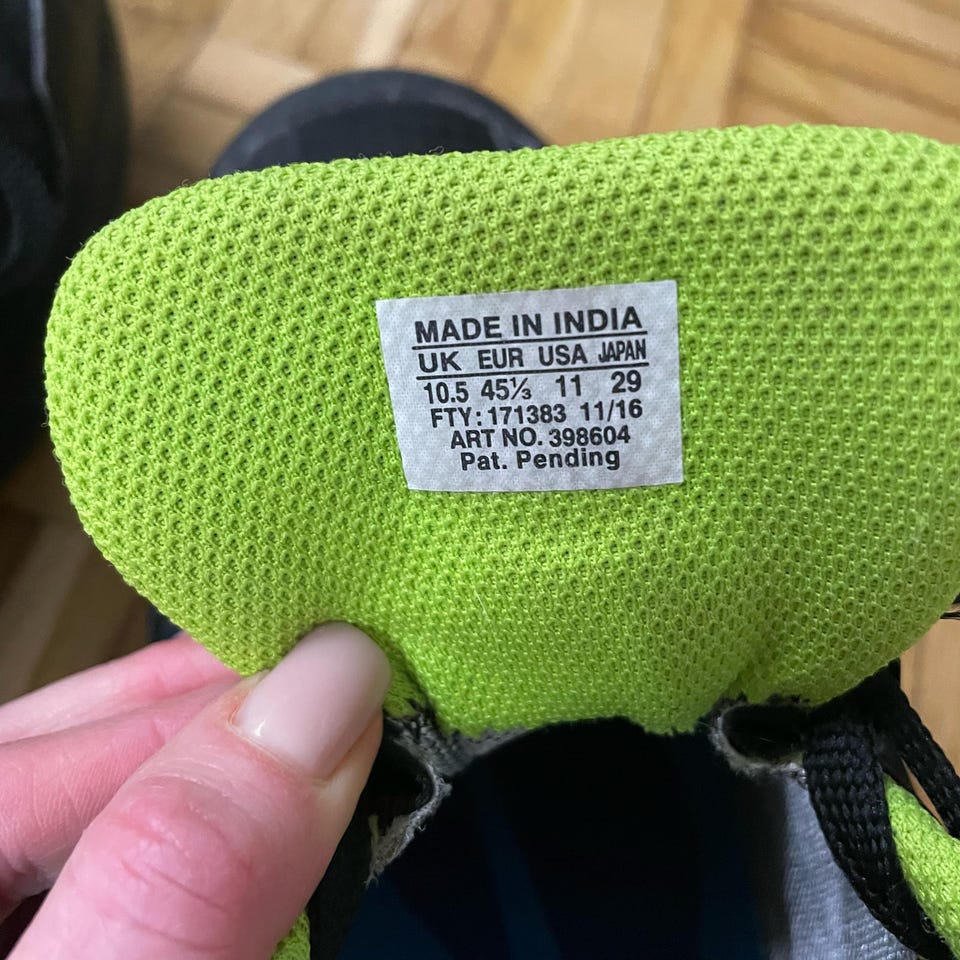 MADE IN INDIA
UK EUR USA JAPAN
10.5 45⅓ 11 29
FTY: 171383 11/16
ART NO. 398604
Pat. Pending